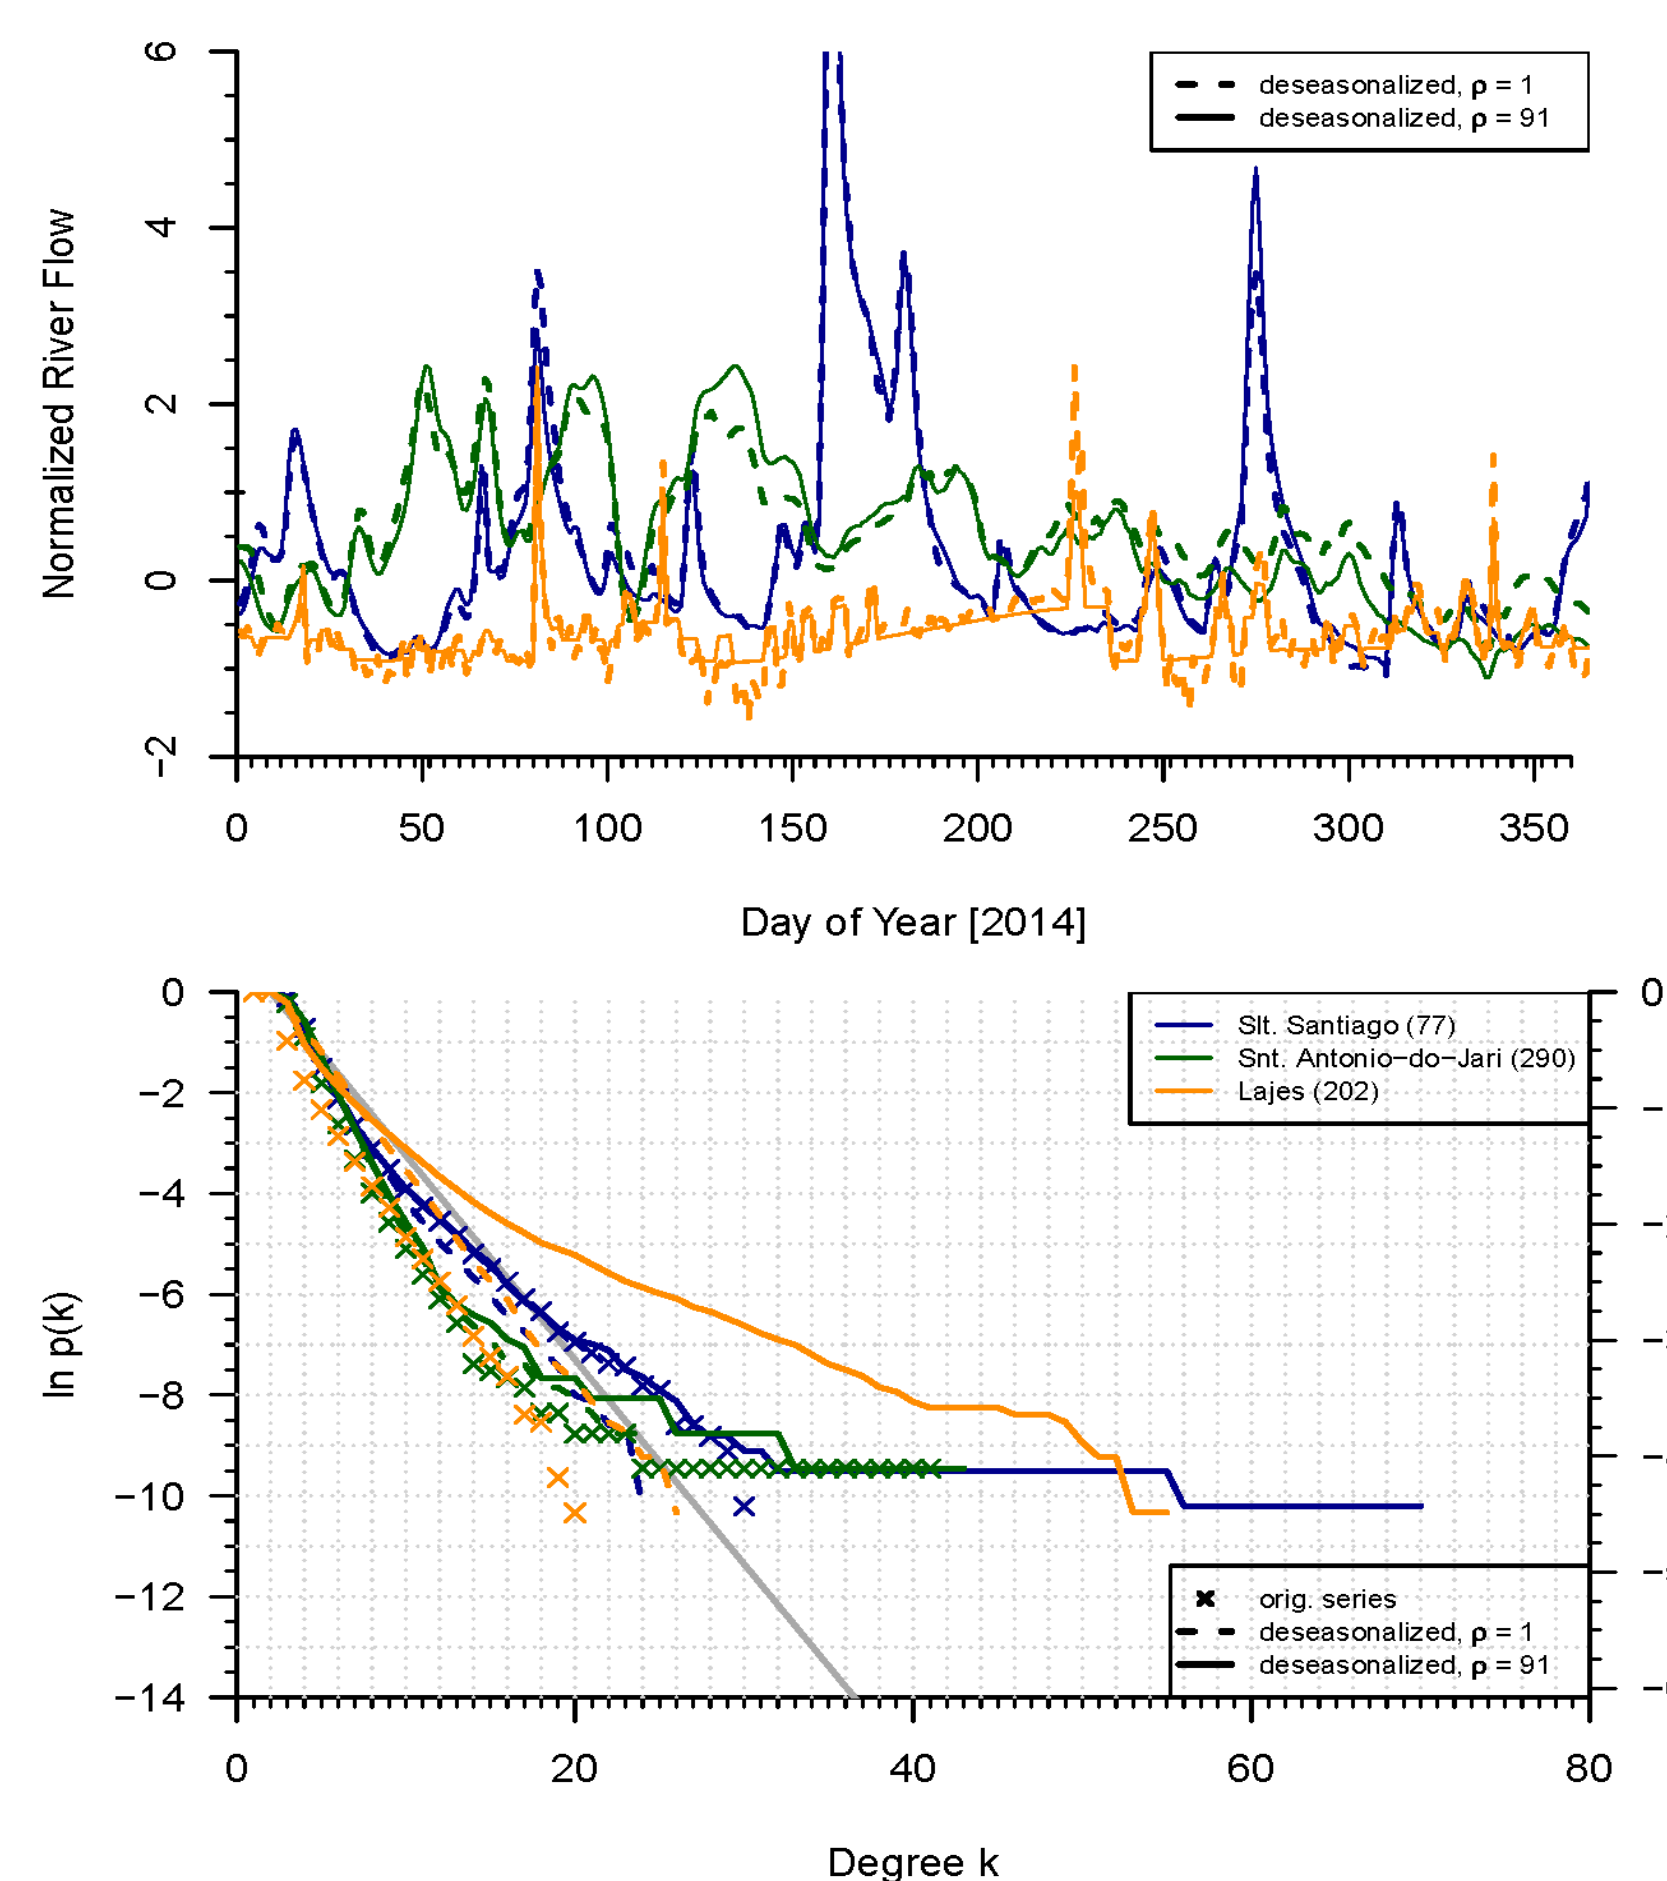 6
4
2
0
−2
Normalized River Flow
deseasonalized, ρ = 1
deseasonalized, ρ = 91
0 50 100 150 200 250 300 350
Day of Year [2014]
0
−2
−4
−6
−8
−10
−12
−14
ln p(k)
Slt. Santiago (77)
Snt. Antonio−do−Jari (290)
Lajes (202)
orig. series
deseasonalized, ρ = 1
deseasonalized, ρ = 91
0
0 20 40 60 80
Degree k